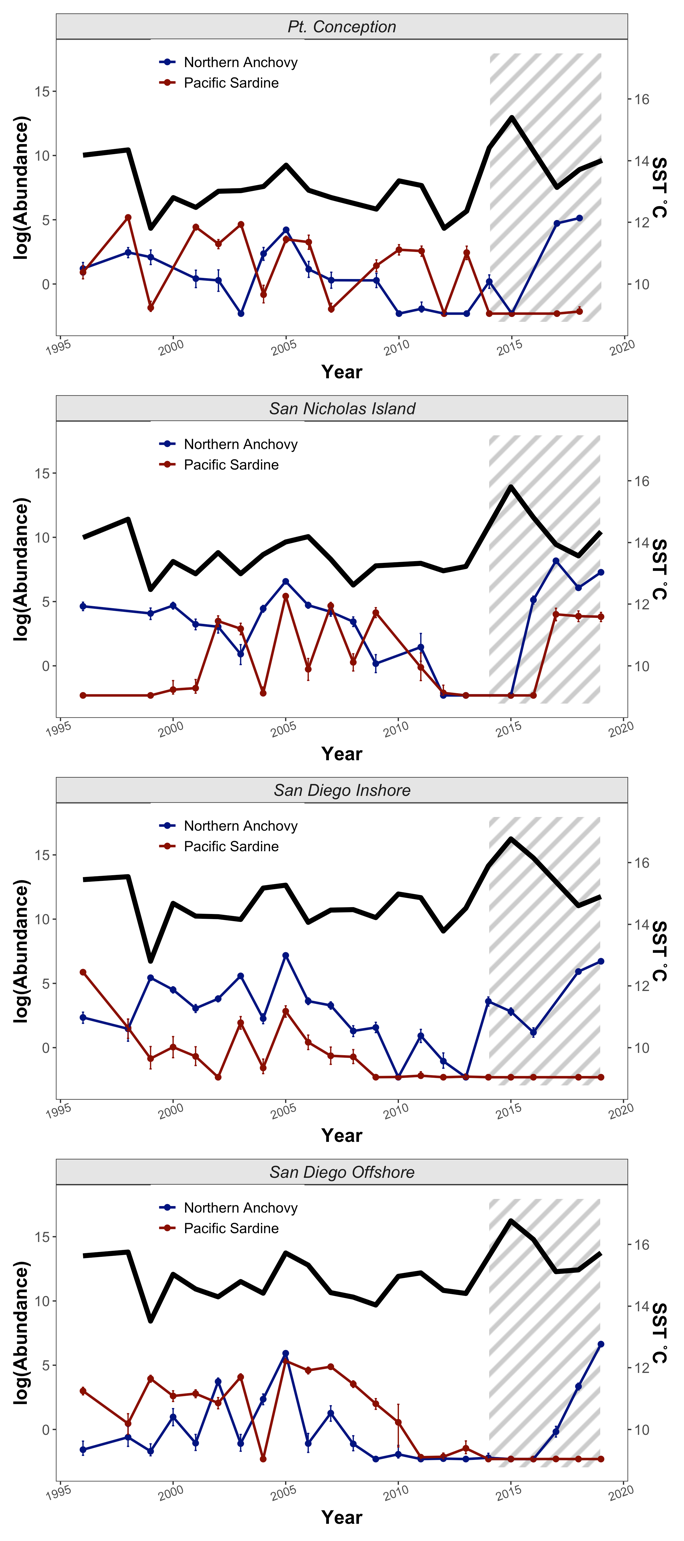 Pt. Conception
Northern Anchovy
Pacific Sardine
15
10
5
0
log(Abundance)
16
14
12
10
SST °C
1995
2000
2005
2010
2015
2020
Year
San Nicholas Island
Northern Anchovy
Pacific Sardine
15
10
5
0
log(Abundance)
16
14
12
10
SST °C
1995
2000
2005
2010
2015
2020
Year
San Diego Inshore
Northern Anchovy
Pacific Sardine
15
10
5
0
log(Abundance)
16
14
12
10
SST °C
1995
2000
2005
2010
2015
2020
Year
San Diego Offshore
Northern Anchovy
Pacific Sardine
15
10
5
0
log(Abundance)
16
14
12
10
SST °C
1995
2000
2005
2010
2015
2020
Year